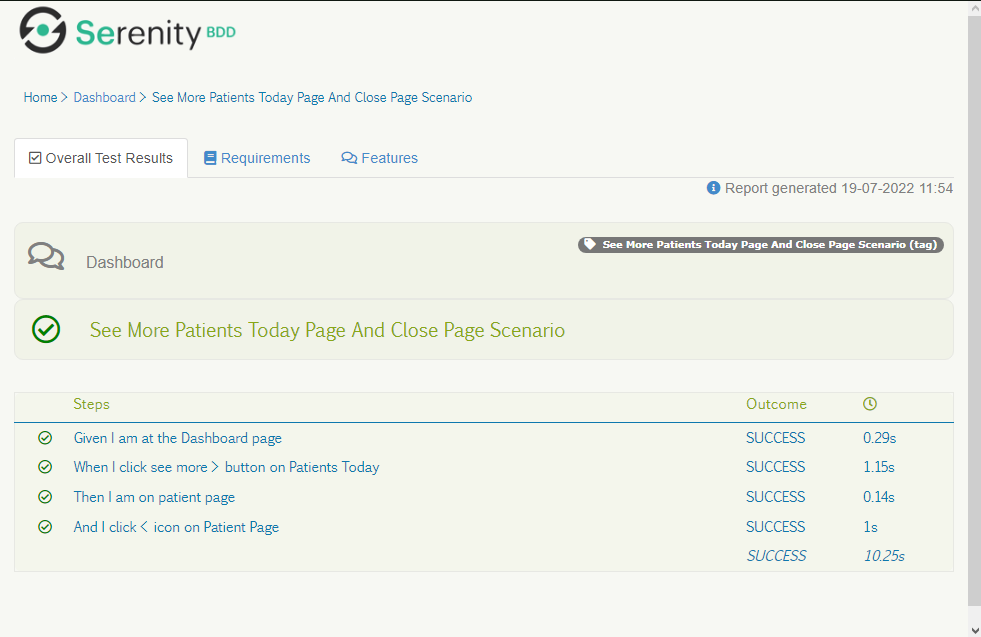 Serenity BDD
Home > Dashboard > See More Patients Today Page And Close Page Scenario
Overall Test Results Requirements Features
Report generated 19-07-2022 11:54
See More Patients Today Page And Close Page Scenario (tag)
Dashboard
See More Patients Today Page And Close Page Scenario
Steps Outcome
Given I am at the Dashboard page SUCCESS 0.29s
When I click see more > button on Patients Today SUCCESS 1.15s
Then I am on patient page SUCCESS 0.14s
And I click < icon on Patient Page SUCCESS 1s
SUCCESS 10.25s